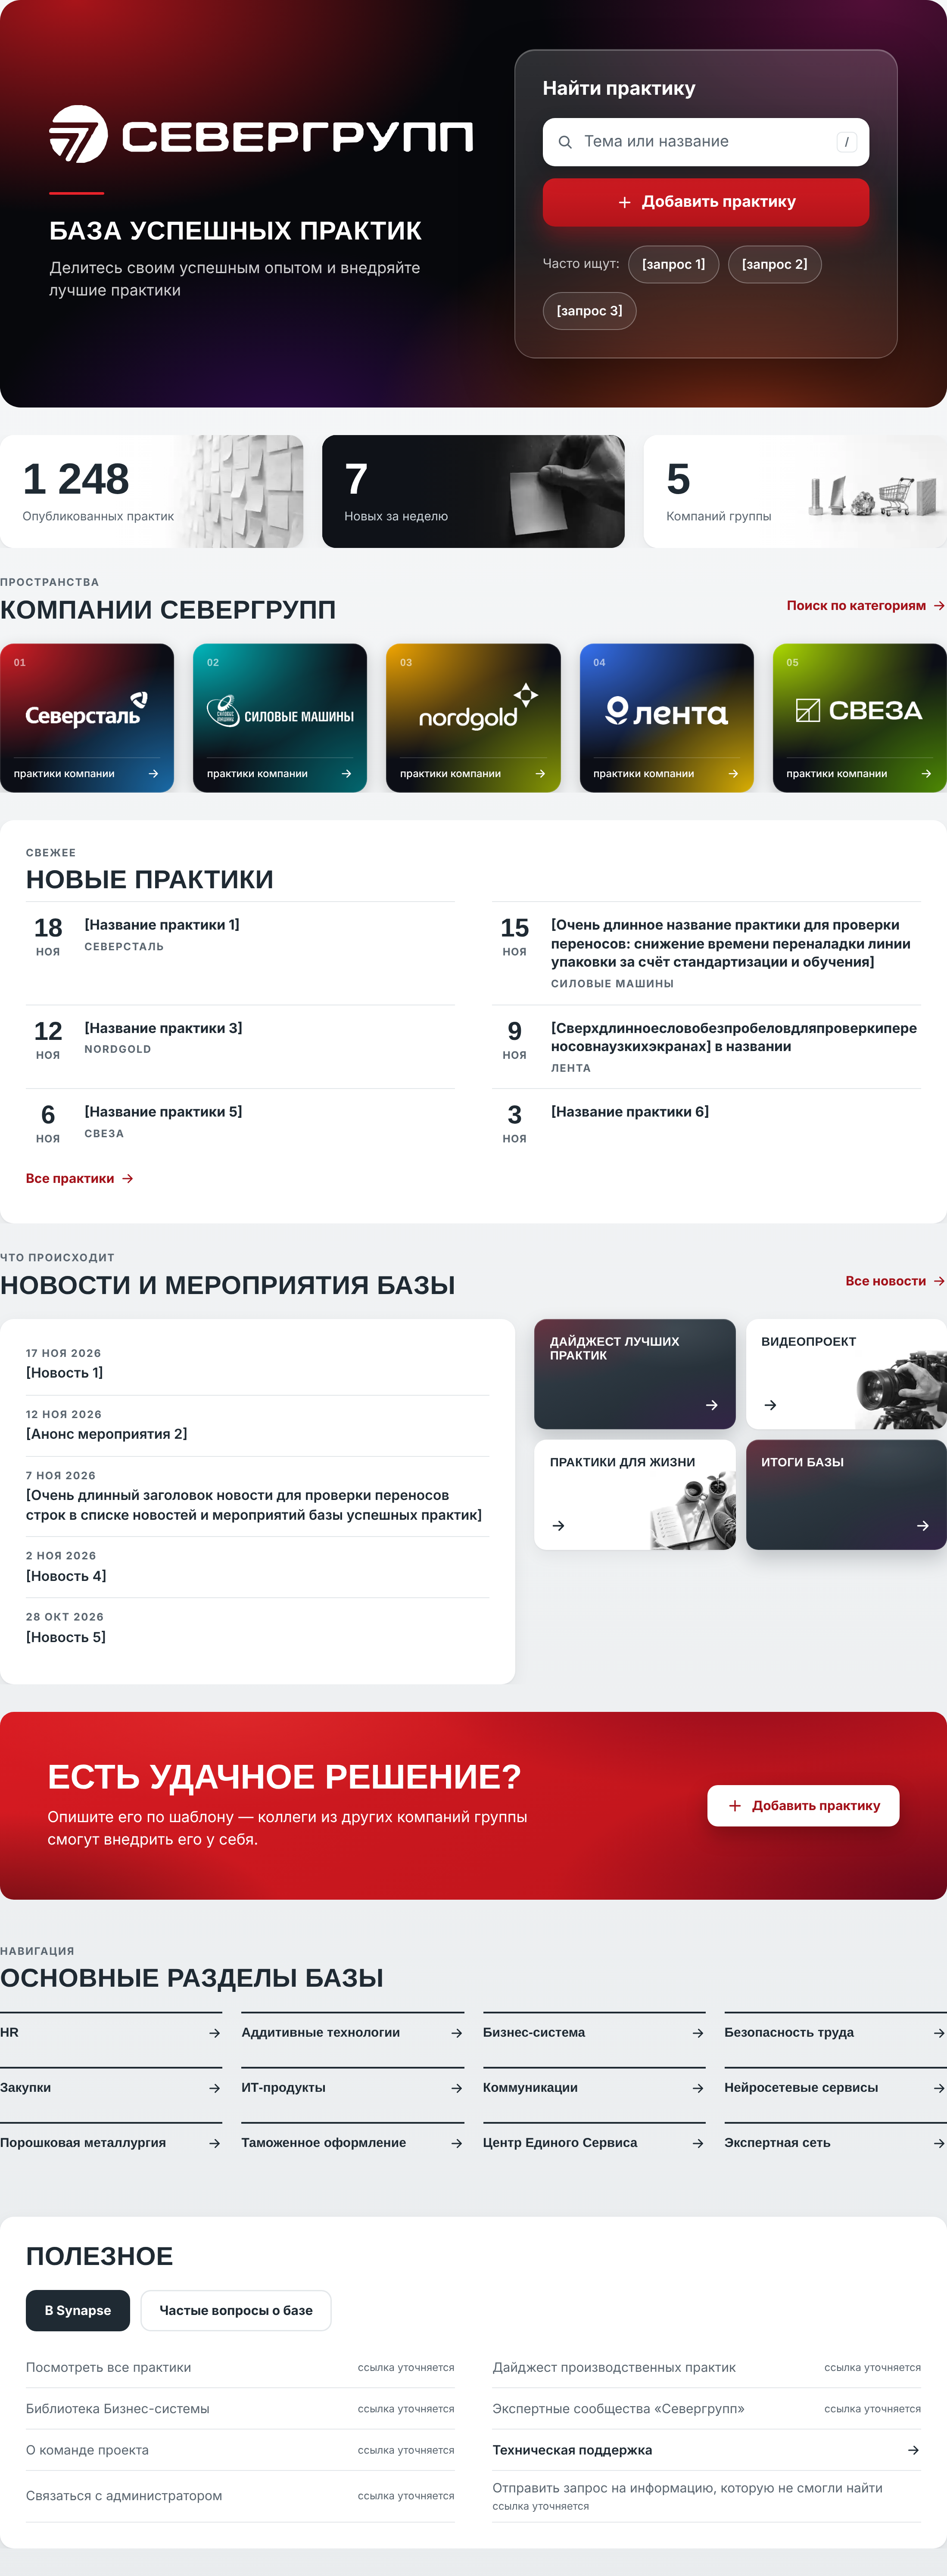 СЕВЕРГРУПП
БАЗА УСПЕШНЫХ ПРАКТИК
Делитесь своим успешным опытом и внедряйте
лучшие практики
Найти практику
Тема или название
/
+ Добавить практику
Часто ищут:
[запрос 1]
[запрос 2]
[запрос 3]
1 248
Опубликованных практик
7
Новых за неделю
5
Компаний группы
ПРОСТРАНСТВА
КОМПАНИИ СЕВЕРГРУПП
Поиск по категориям →
01
Северсталь
практики компании →
02
СИЛОВЫЕ МАШИНЫ
практики компании →
03
nordgold
практики компании →
04
лента
практики компании →
05
СВЕЗА
практики компании →
СВЕЖЕЕ
НОВЫЕ ПРАКТИКИ
18
НОЯ
[Название практики 1]
СЕВЕРСТАЛЬ
15
НОЯ
[Очень длинное название практики для проверки
переносов: снижение времени переналадки линии
упаковки за счёт стандартизации и обучения]
СИЛОВЫЕ МАШИНЫ
12
НОЯ
[Название практики 3]
NORDGOLD
9
НОЯ
[Сверхдлинноесловобезпробеловдляпроверкипере
носовнаузкихэкранах] в названии
ЛЕНТА
6
НОЯ
[Название практики 5]
СВЕЗА
3
НОЯ
[Название практики 6]
Все практики →
ЧТО ПРОИСХОДИТ
НОВОСТИ И МЕРОПРИЯТИЯ БАЗЫ
Все новости →
17 НОЯ 2026
[Новость 1]
12 НОЯ 2026
[Анонс мероприятия 2]
7 НОЯ 2026
[Очень длинный заголовок новости для проверки переносов
строк в списке новостей и мероприятий базы успешных практик]
2 НОЯ 2026
[Новость 4]
28 ОКТ 2026
[Новость 5]
ДАЙДЖЕСТ ЛУЧШИХ
ПРАКТИК
→
ВИДЕОПРОЕКТ
→
ПРАКТИКИ ДЛЯ ЖИЗНИ
→
ИТОГИ БАЗЫ
→
ЕСТЬ УДАЧНОЕ РЕШЕНИЕ?
Опишите его по шаблону — коллеги из других компаний группы
смогут внедрить его у себя.
+ Добавить практику
НАВИГАЦИЯ
ОСНОВНЫЕ РАЗДЕЛЫ БАЗЫ
HR →
Аддитивные технологии →
Бизнес-система →
Безопасность труда →
Закупки →
ИТ-продукты →
Коммуникации →
Нейросетевые сервисы →
Порошковая металлургия →
Таможенное оформление →
Центр Единого Сервиса →
Экспертная сеть →
ПОЛЕЗНОЕ
В Synapse
Частые вопросы о базе
Посмотреть все практики
ссылка уточняется
Дайджест производственных практик
ссылка уточняется
Библиотека Бизнес-системы
ссылка уточняется
Экспертные сообщества «Севергрупп»
ссылка уточняется
О команде проекта
ссылка уточняется
Техническая поддержка →
Связаться с администратором
ссылка уточняется
Отправить запрос на информацию, которую не смогли найти
ссылка уточняется